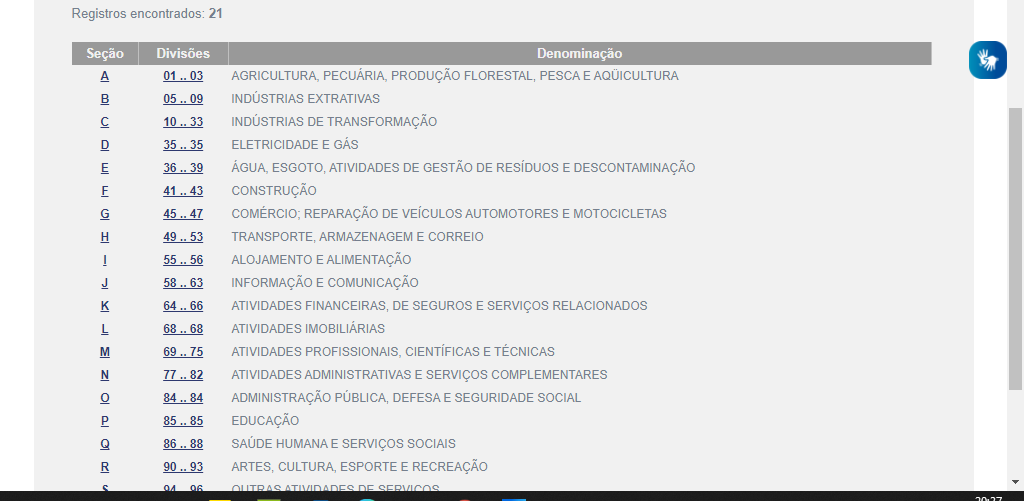 Registros encontrados: 21
Seção Divisões Denominação
A 01 .. 03 AGRICULTURA, PECUÁRIA, PRODUÇÃO FLORESTAL, PESCA E AQÜICULTURA
B 05 .. 09 INDÚSTRIAS EXTRATIVAS
C 10 .. 33 INDÚSTRIAS DE TRANSFORMAÇÃO
D 35 .. 35 ELETRICIDADE E GÁS
E 36 .. 39 ÁGUA, ESGOTO, ATIVIDADES DE GESTÃO DE RESÍDUOS E DESCONTAMINAÇÃO
F 41 .. 43 CONSTRUÇÃO
G 45 .. 47 COMÉRCIO; REPARAÇÃO DE VEÍCULOS AUTOMOTORES E MOTOCICLETAS
H 49 .. 53 TRANSPORTE, ARMAZENAGEM E CORREIO
I 55 .. 56 ALOJAMENTO E ALIMENTAÇÃO
J 58 .. 63 INFORMAÇÃO E COMUNICAÇÃO
K 64 .. 66 ATIVIDADES FINANCEIRAS, DE SEGUROS E SERVIÇOS RELACIONADOS
L 68 .. 68 ATIVIDADES IMOBILIÁRIAS
M 69 .. 75 ATIVIDADES PROFISSIONAIS, CIENTÍFICAS E TÉCNICAS
N 77 .. 82 ATIVIDADES ADMINISTRATIVAS E SERVIÇOS COMPLEMENTARES
O 84 .. 84 ADMINISTRAÇÃO PÚBLICA, DEFESA E SEGURIDADE SOCIAL
P 85 .. 85 EDUCAÇÃO
Q 86 .. 88 SAÚDE HUMANA E SERVIÇOS SOCIAIS
R 90 .. 93 ARTES, CULTURA, ESPORTE E RECREAÇÃO
S 94 .. 96 OUTRAS ATIVIDADES DE SERVIÇOS